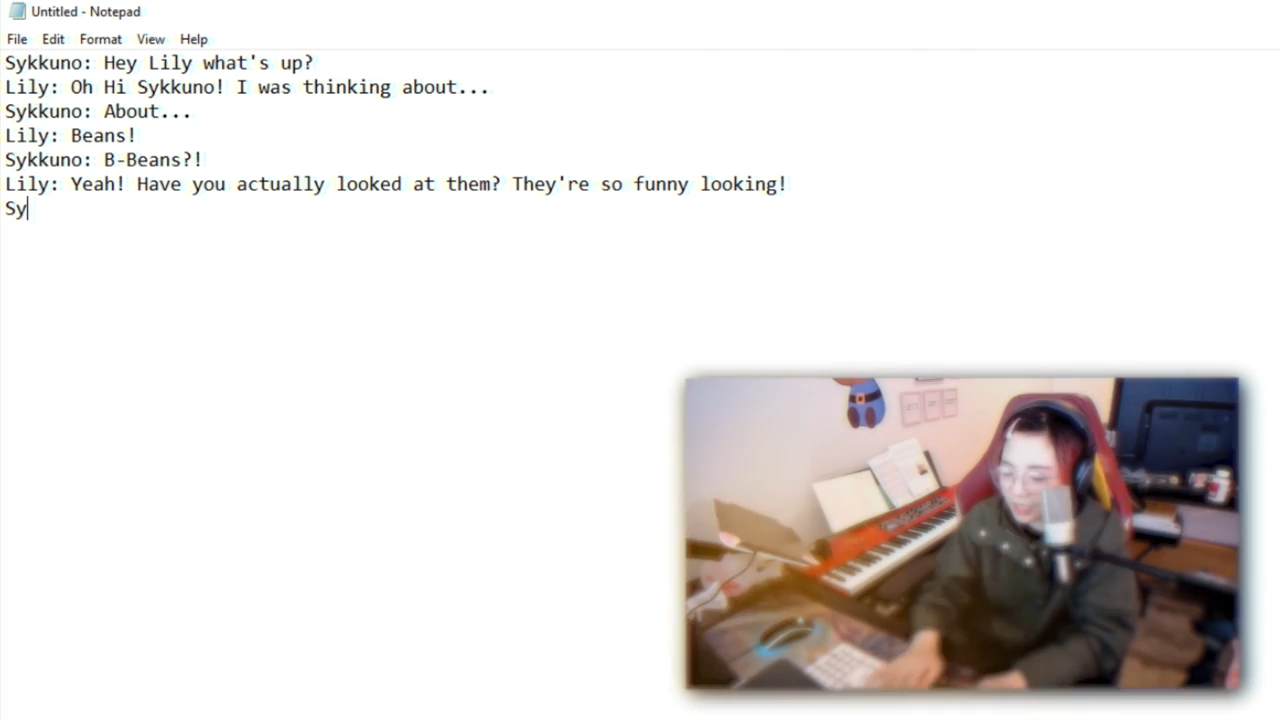 Untitled - Notepad
File Edit Format View Help
Sykkuno: Hey Lily what's up?
Lily: Oh Hi Sykkuno! I was thinking about...
Sykkuno: About...
Lily: Beans!
Sykkuno: B-Beans?!
Lily: Yeah! Have you actually looked at them? They're so funny looking!
Sy